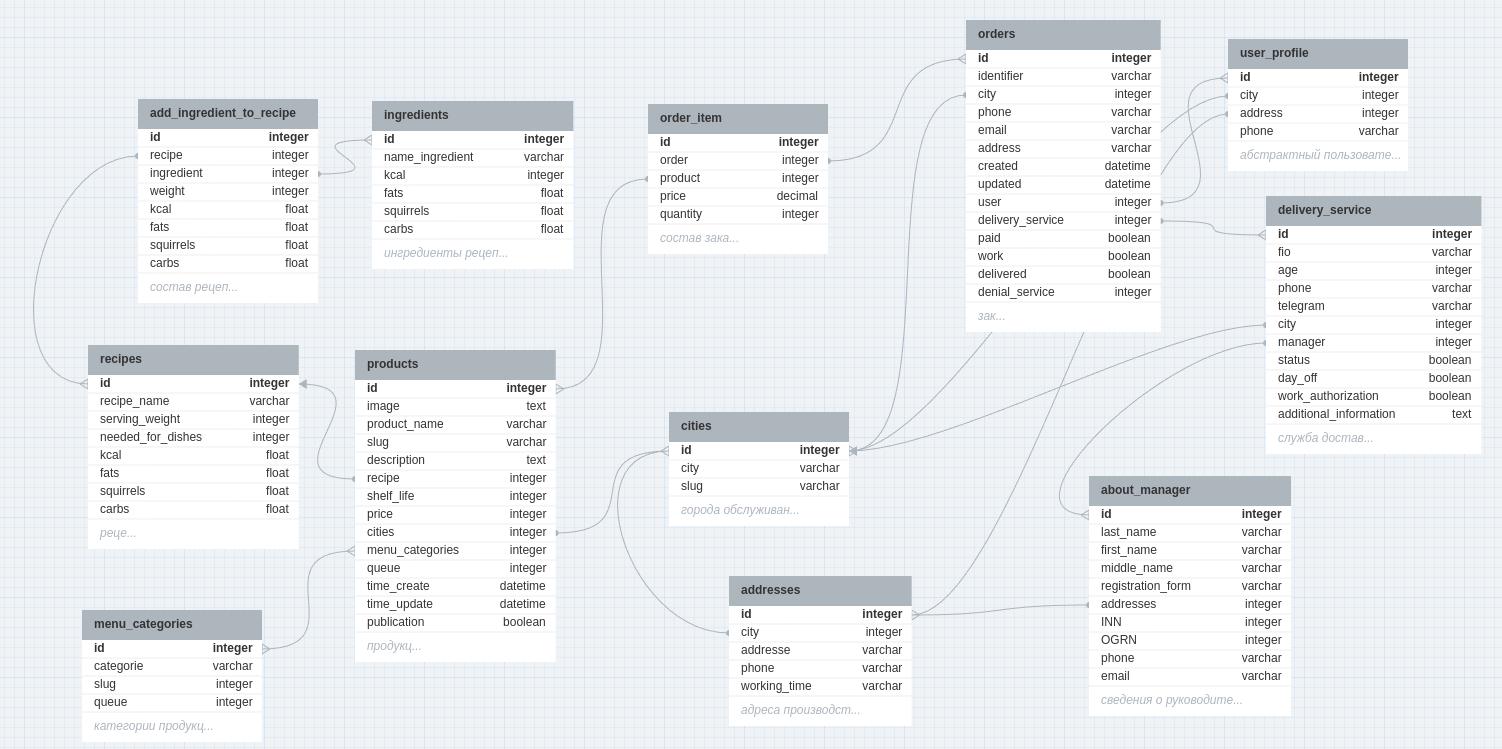 orders
id integer
identifier varchar
city integer
phone varchar
email varchar
address varchar
created datetime
updated datetime
user integer
delivery_service integer
paid boolean
work boolean
delivered boolean
denial_service integer
зак...
user_profile
id integer
city integer
address integer
phone varchar
абстрактный пользовате...
add_ingredient_to_recipe
id integer
recipe integer
ingredient integer
weight integer
kcal float
fats float
squirrels float
carbs float
состав рецеп...
ingredients
id integer
name_ingredient varchar
kcal integer
fats float
squirrels float
carbs float
ингредиенты рецеп...
order_item
id integer
order integer
product integer
price decimal
quantity integer
состав зака...
delivery_service
id integer
fio varchar
age integer
phone varchar
telegram varchar
city integer
manager integer
status boolean
day_off boolean
work_authorization boolean
additional_information text
служба достав...
recipes
id integer
recipe_name varchar
serving_weight integer
needed_for_dishes integer
kcal float
fats float
squirrels float
carbs float
реце...
products
id integer
image text
product_name varchar
slug varchar
description text
recipe integer
shelf_life integer
price integer
cities integer
menu_categories integer
queue integer
time_create datetime
time_update datetime
publication boolean
продукц...
cities
id integer
city varchar
slug varchar
города обслуживан...
about_manager
id integer
last_name varchar
first_name varchar
middle_name varchar
registration_form varchar
addresses integer
INN integer
OGRN integer
phone varchar
email varchar
сведения о руководите...
addresses
id integer
city integer
addresse varchar
phone varchar
working_time varchar
адреса производст...
menu_categories
id integer
categorie varchar
slug integer
queue integer
категории продукц...